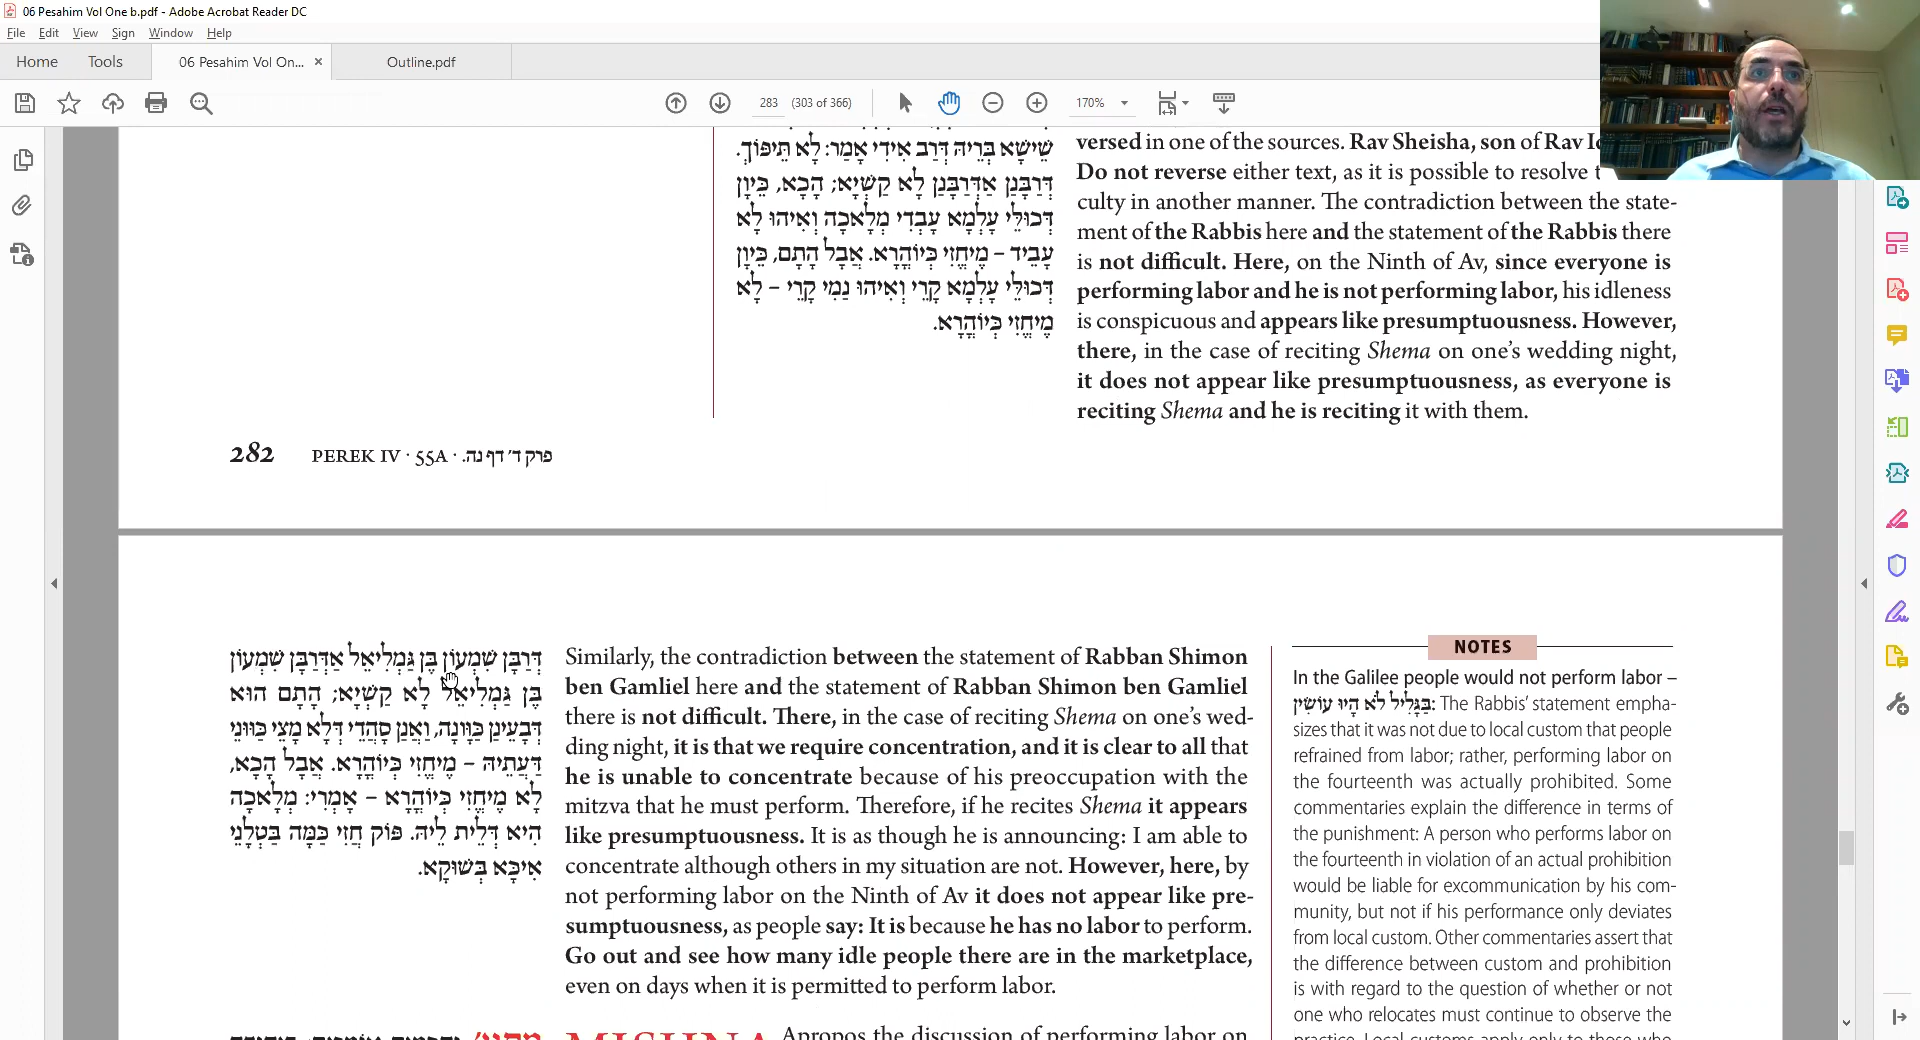 06 Pesahim Vol One b.pdf - Adobe Acrobat Reader DC
File Edit View Sign Window Help
Home Tools 06 Pesahim Vol On... × Outline.pdf
283 (303 of 366) 170%
שֵׁישָׁא בְּרֵיהּ דְּרַב אִידִי אָמַר: לָא תֵּיפוֹךְ.
דְּרַבָּנַן אַדְּרַבָּנַן לָא קַשְׁיָא; הָכָא, כֵּיוָן
דְּכוּלֵּי עָלְמָא עָבְדִי מְלָאכָה וְאִיהוּ לָא
עָבֵיד – מֶיחֱזֵי כְּיוּהֲרָא. אֲבָל הָתָם, כֵּיוָן
דְּכוּלֵּי עָלְמָא קָרֵי וְאִיהוּ נַמִי קָרֵי – לָא
מֶיחֱזֵי כְּיוּהֲרָא.
versed in one of the sources. Rav Sheisha, son of Rav
Do not reverse either text, as it is possible to resolve
culty in another manner. The contradiction between the state-
ment of the Rabbis here and the statement of the Rabbis there
is not difficult. Here, on the Ninth of Av, since everyone is
performing labor and he is not performing labor, his idleness
is conspicuous and appears like presumptuousness. However,
there, in the case of reciting Shema on one's wedding night,
it does not appear like presumptuousness, as everyone is
reciting Shema and he is reciting it with them.
282 PEREK IV · 55A · פרק ד׳ דף נה.
דְּרַבָּן שִׁמְעוֹן בֶּן גַּמְלִיאֵל אַדְּרַבָּן שִׁמְעוֹן
בֶּן גַּמְלִיאֵל לָא קַשְׁיָא; הָתָם הוּא
דְּבָעֵינַן כַּוָּונָה, וַאֲנַן סָהֲדֵי דְּלָא מָצֵי כַּוּוֹנֵי
דַּעְתֵּיהּ – מֶיחֱזֵי כְּיוּהֲרָא. אֲבָל הָכָא,
לָא מֶיחֱזֵי כְּיוּהֲרָא – אָמְרִי: מְלָאכָה
הִיא דְּלֵית לֵיהּ. פּוֹק חֲזִי כַּמָּה בַּטְלָנֵי
אִיכָּא בְּשׁוּקָא.
Similarly, the contradiction between the statement of Rabban Shimon
ben Gamliel here and the statement of Rabban Shimon ben Gamliel
there is not difficult. There, in the case of reciting Shema on one's wed-
ding night, it is that we require concentration, and it is clear to all that
he is unable to concentrate because of his preoccupation with the
mitzva that he must perform. Therefore, if he recites Shema it appears
like presumptuousness. It is as though he is announcing: I am able to
concentrate although others in my situation are not. However, here, by
not performing labor on the Ninth of Av it does not appear like pre-
sumptuousness, as people say: It is because he has no labor to perform.
Go out and see how many idle people there are in the marketplace,
even on days when it is permitted to perform labor.
מתני׳
MISHNA Apropos the discussion of performing labor on
NOTES
In the Galilee people would not perform labor –
בַּגָּלִיל לֹא הָיוּ עוֹשִׂין: The Rabbis' statement empha-
sizes that it was not due to local custom that people
refrained from labor; rather, performing labor on
the fourteenth was actually prohibited. Some
commentaries explain the difference in terms of
the punishment: A person who performs labor on
the fourteenth in violation of an actual prohibition
would be liable for excommunication by his com-
munity, but not if his performance only deviates
from local custom. Other commentaries assert that
the difference between custom and prohibition
is with regard to the question of whether or not
one who relocates must continue to observe the
practice. Local customs apply only to those who